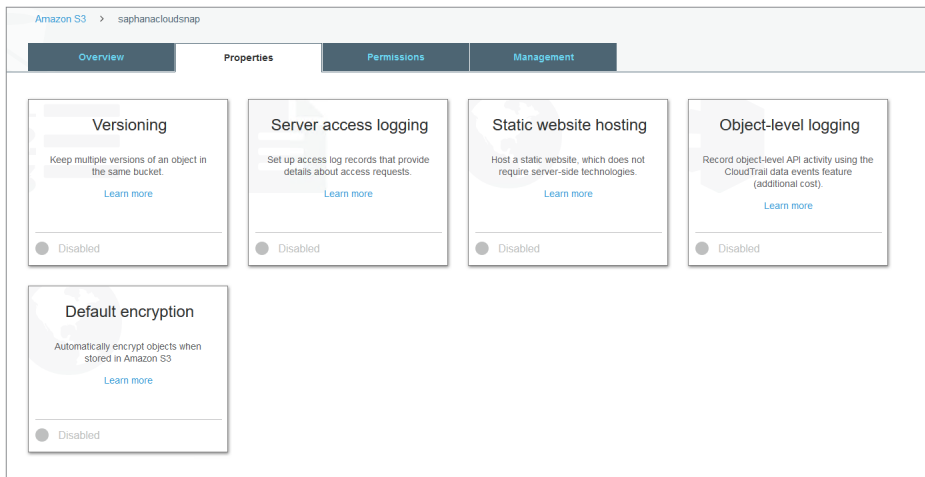 Amazon S3 > saphanacloudsnap
Overview
Properties
Permissions
Management
Versioning
Keep multiple versions of an object in
the same bucket.
Learn more
Disabled
Server access logging
Set up access log records that provide
details about access requests.
Learn more
Disabled
Static website hosting
Host a static website, which does not
require server-side technologies.
Learn more
Disabled
Object-level logging
Record object-level API activity using the
CloudTrail data events feature
(additional cost).
Learn more
Disabled
Default encryption
Automatically encrypt objects when
stored in Amazon S3
Learn more
Disabled